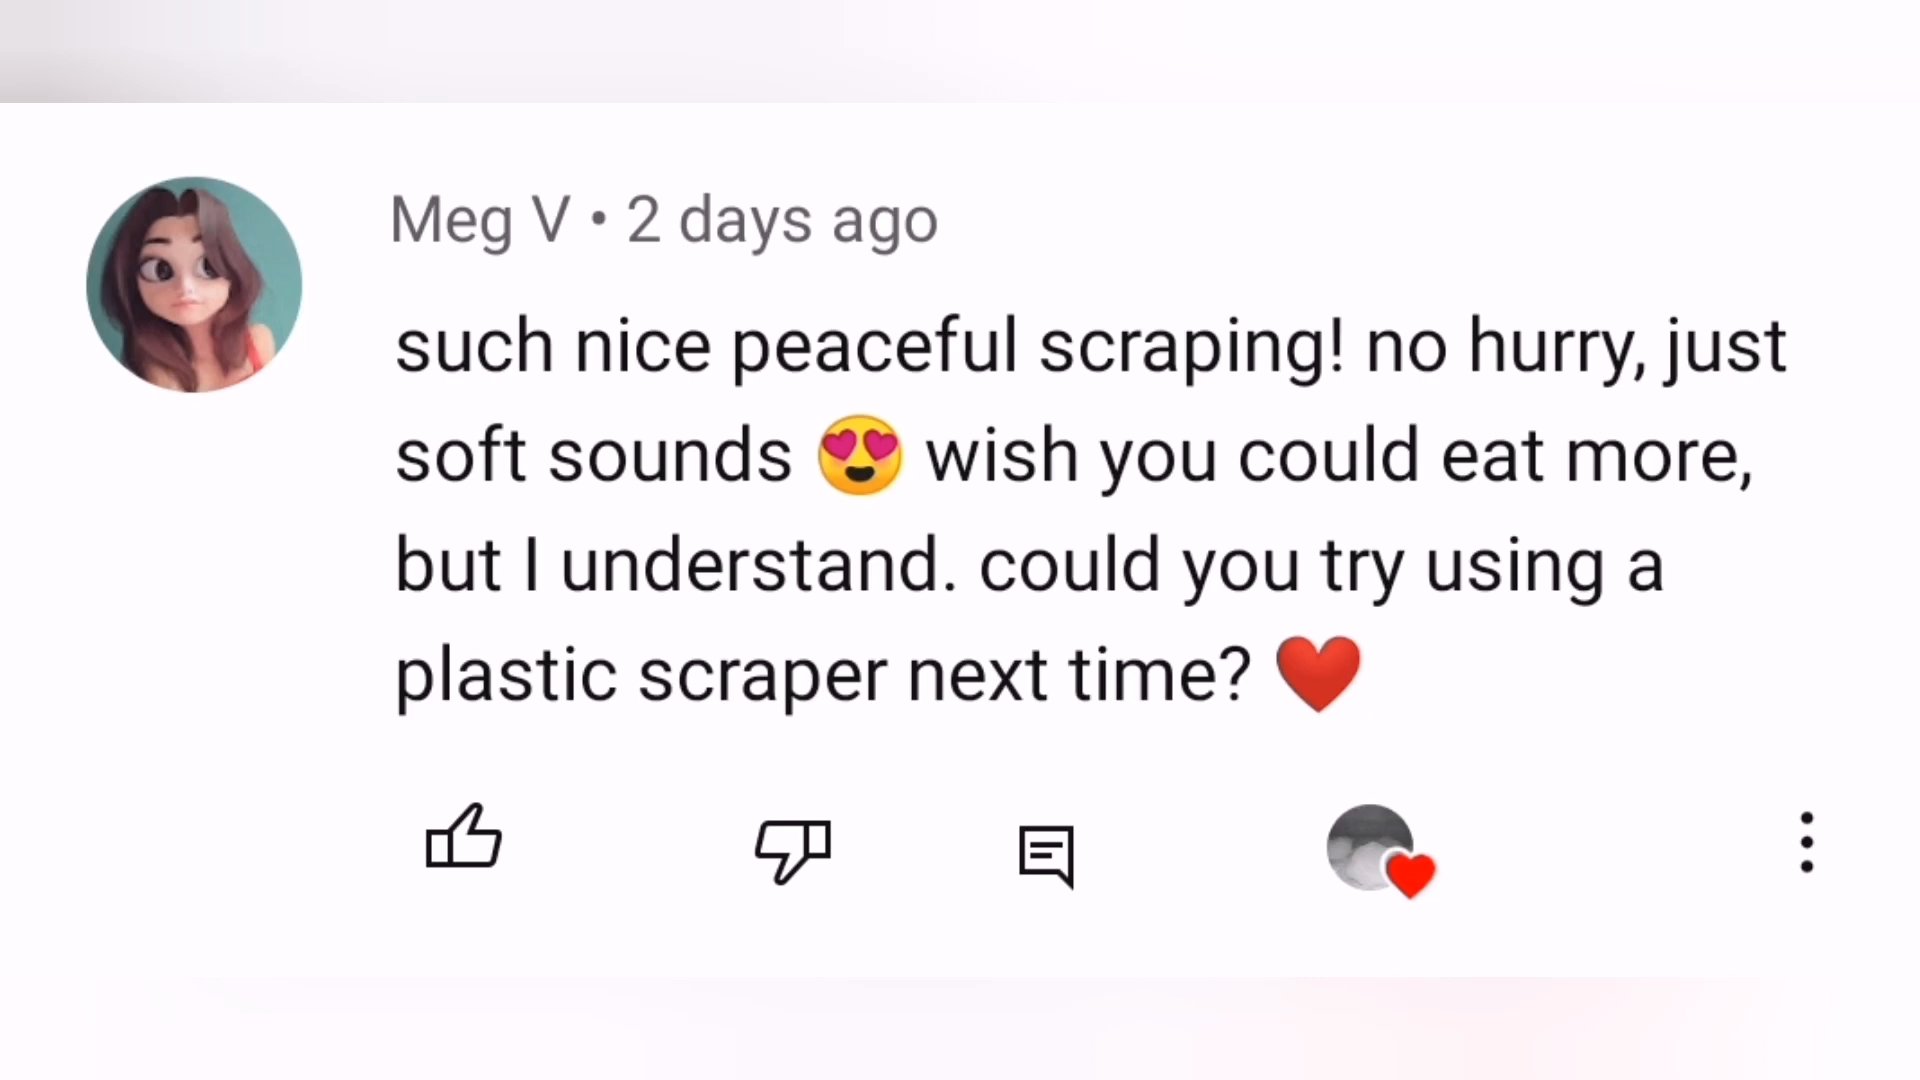 Meg V • 2 days ago
such nice peaceful scraping! no hurry, just
soft sounds 😍 wish you could eat more,
but I understand. could you try using a
plastic scraper next time? ❤️